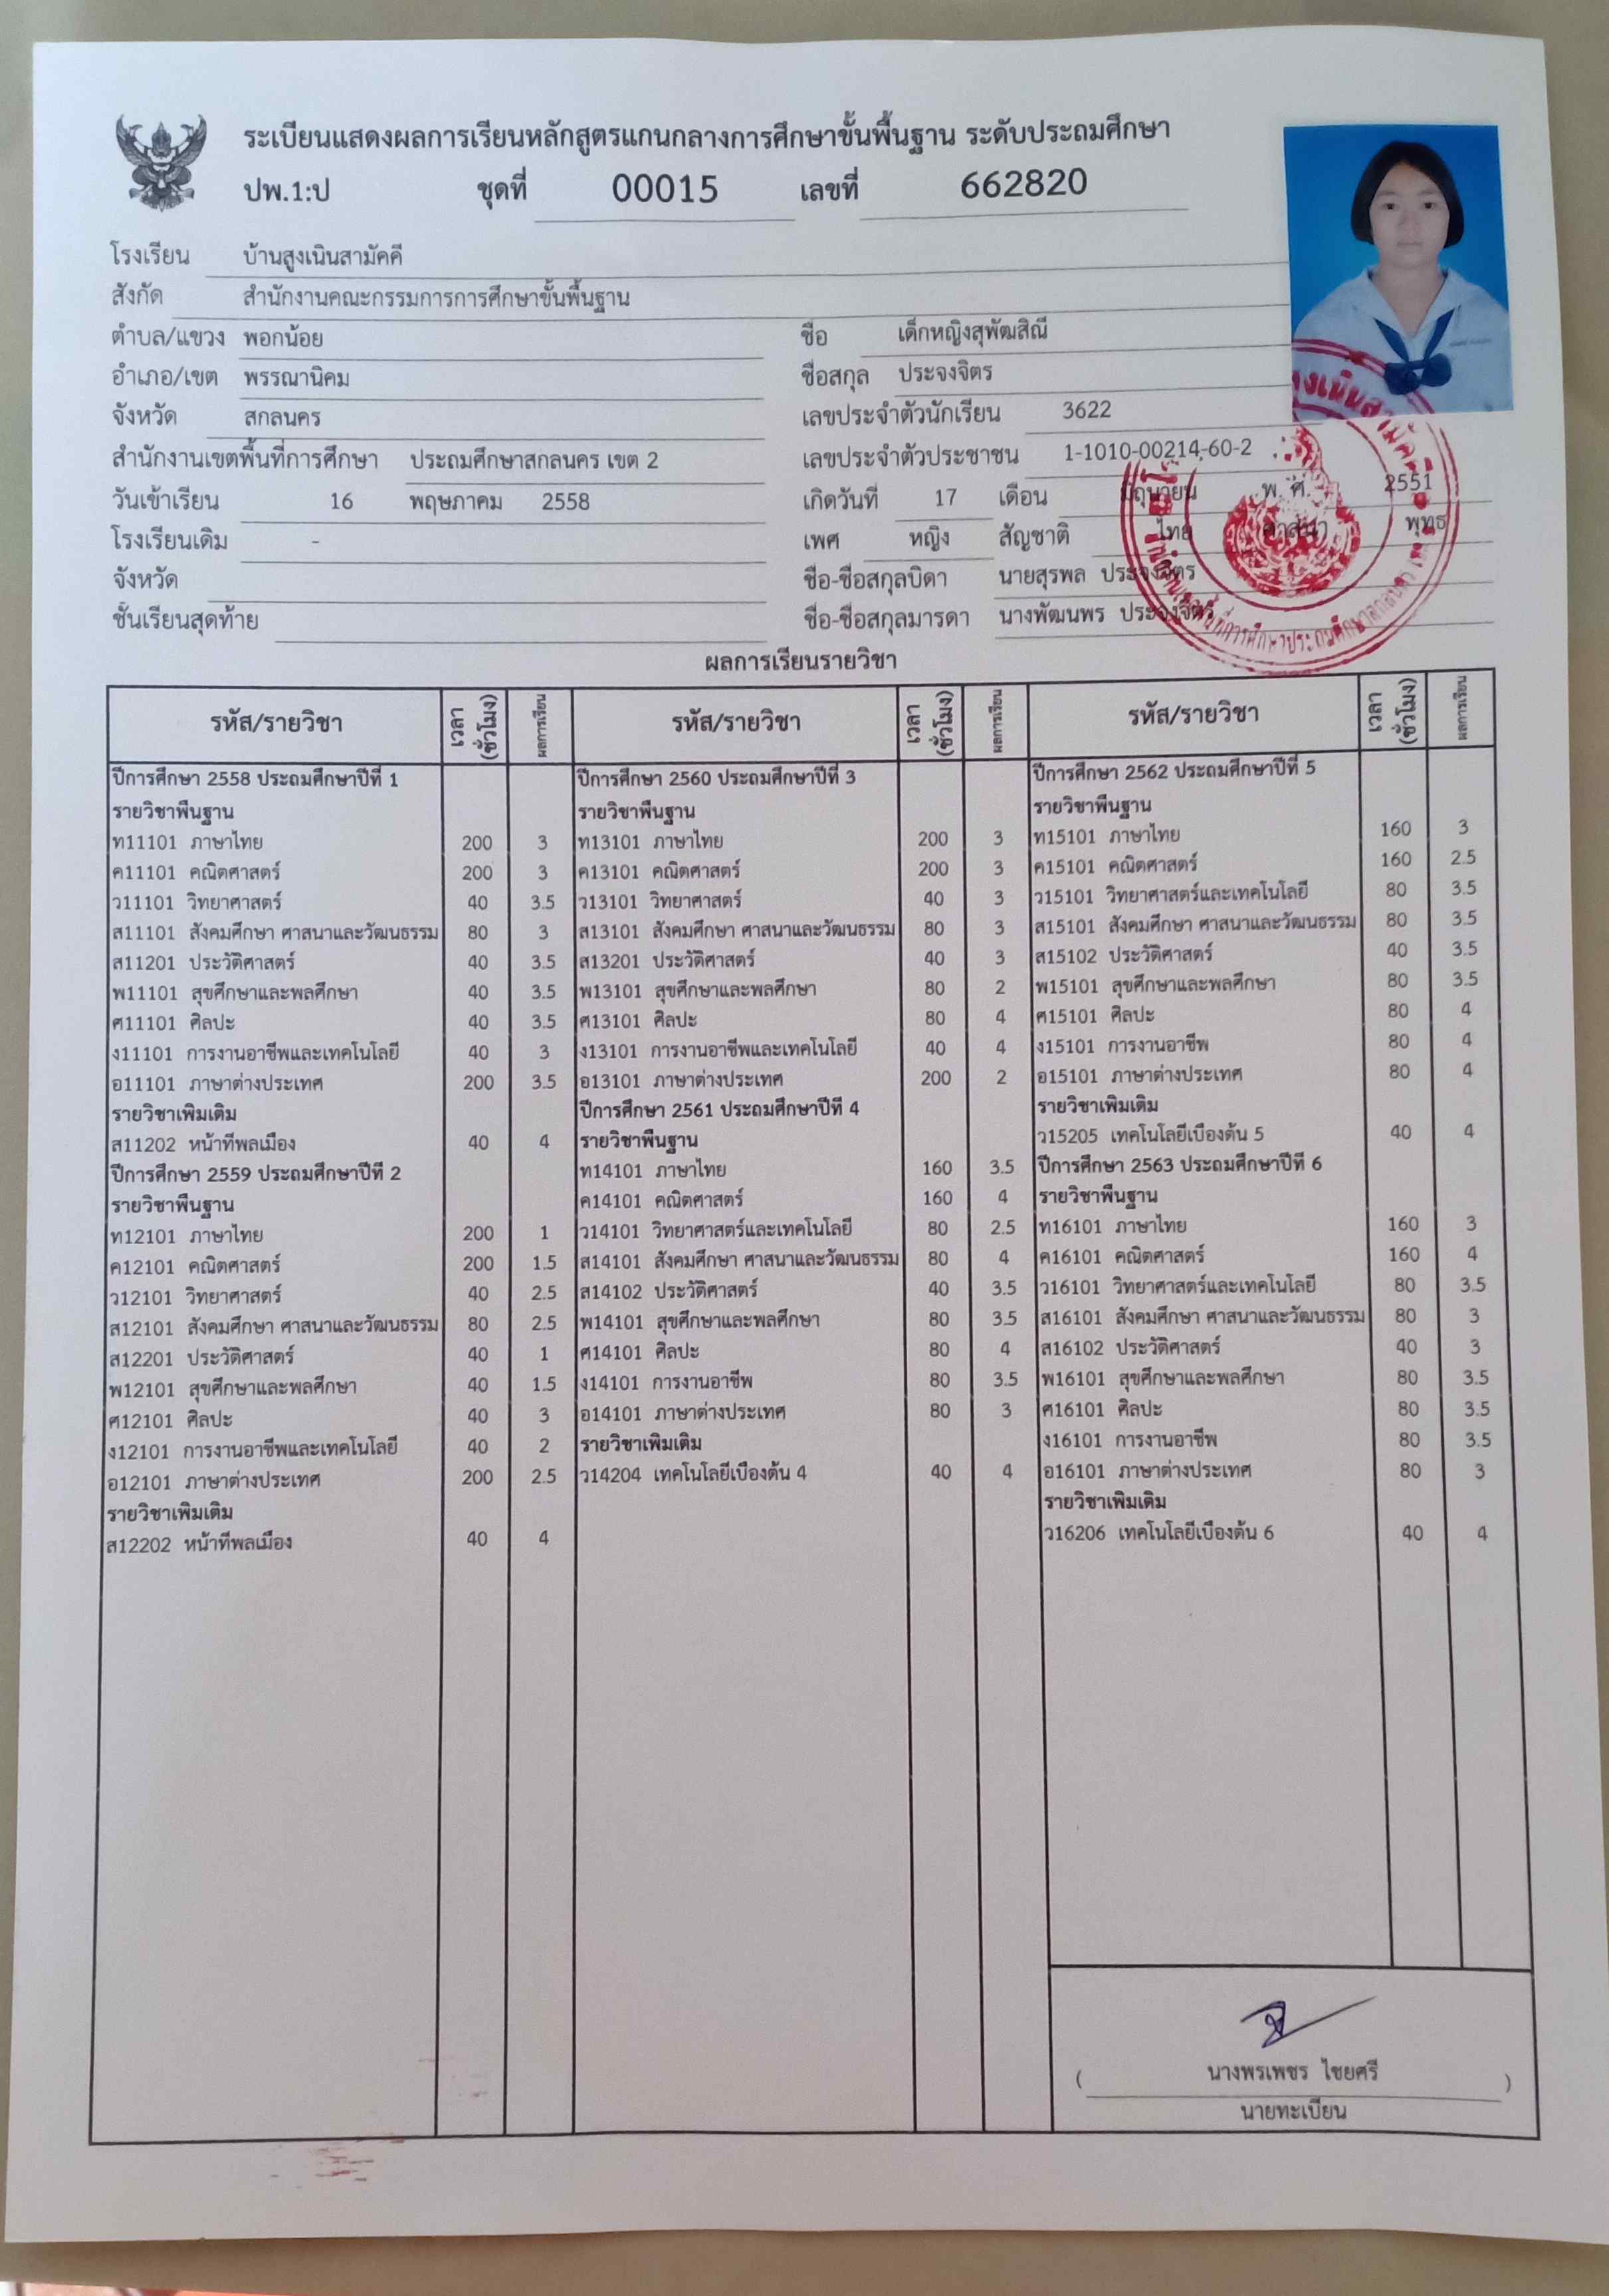 ระเบียนแสดงผลการเรียนหลักสูตรแกนกลางการศึกษาขั้นพื้นฐาน ระดับประถมศึกษา
ปพ.1:ป ชุดที่ 00015 เลขที่ 662820
โรงเรียน บ้านสูงเนินสามัคคี
สังกัด สำนักงานคณะกรรมการการศึกษาขั้นพื้นฐาน
ตำบล/แขวง พอกน้อย
อำเภอ/เขต พรรณานิคม
จังหวัด สกลนคร
สำนักงานเขตพื้นที่การศึกษา ประถมศึกษาสกลนคร เขต 2
วันเข้าเรียน 16 พฤษภาคม 2558
โรงเรียนเดิม -
จังหวัด
ชั้นเรียนสุดท้าย
ชื่อ เด็กหญิงสุพัฒสิณี
ชื่อสกุล ประจงจิตร
เลขประจำตัวนักเรียน 3622
เลขประจำตัวประชาชน 1-1010-00214-60-2
เกิดวันที่ 17 เดือน มิถุนายน พ.ศ. 2551
เพศ หญิง สัญชาติ ไทย ศาสนา พุทธ
ชื่อ-ชื่อสกุลบิดา นายสุรพล ประจงจิตร
ชื่อ-ชื่อสกุลมารดา นางพัฒนพร ประจงจิตร
ผลการเรียนรายวิชา
รหัส/รายวิชา เวลา (ชั่วโมง) ผลการเรียน
ปีการศึกษา 2558 ประถมศึกษาปีที่ 1
รายวิชาพื้นฐาน
ท11101 ภาษาไทย 200 3
ค11101 คณิตศาสตร์ 200 3
ว11101 วิทยาศาสตร์ 40 3.5
ส11101 สังคมศึกษา ศาสนาและวัฒนธรรม 80 3
ส11201 ประวัติศาสตร์ 40 3.5
พ11101 สุขศึกษาและพลศึกษา 40 3.5
ศ11101 ศิลปะ 40 3.5
ง11101 การงานอาชีพและเทคโนโลยี 40 3
อ11101 ภาษาต่างประเทศ 200 3.5
รายวิชาเพิ่มเติม
ส11202 หน้าที่พลเมือง 40 4
ปีการศึกษา 2559 ประถมศึกษาปีที่ 2
รายวิชาพื้นฐาน
ท12101 ภาษาไทย 200 1
ค12101 คณิตศาสตร์ 200 1.5
ว12101 วิทยาศาสตร์ 40 2.5
ส12101 สังคมศึกษา ศาสนาและวัฒนธรรม 80 2.5
ส12201 ประวัติศาสตร์ 40 1
พ12101 สุขศึกษาและพลศึกษา 40 1.5
ศ12101 ศิลปะ 40 3
ง12101 การงานอาชีพและเทคโนโลยี 40 2
อ12101 ภาษาต่างประเทศ 200 2.5
รายวิชาเพิ่มเติม
ส12202 หน้าที่พลเมือง 40 4
รหัส/รายวิชา เวลา (ชั่วโมง) ผลการเรียน
ปีการศึกษา 2560 ประถมศึกษาปีที่ 3
รายวิชาพื้นฐาน
ท13101 ภาษาไทย 200 3
ค13101 คณิตศาสตร์ 200 3
ว13101 วิทยาศาสตร์ 40 3
ส13101 สังคมศึกษา ศาสนาและวัฒนธรรม 80 3
ส13201 ประวัติศาสตร์ 40 3
พ13101 สุขศึกษาและพลศึกษา 80 2
ศ13101 ศิลปะ 80 4
ง13101 การงานอาชีพและเทคโนโลยี 40 4
อ13101 ภาษาต่างประเทศ 200 2
ปีการศึกษา 2561 ประถมศึกษาปีที่ 4
รายวิชาพื้นฐาน
ท14101 ภาษาไทย 160 3.5
ค14101 คณิตศาสตร์ 160 4
ว14101 วิทยาศาสตร์และเทคโนโลยี 80 2.5
ส14101 สังคมศึกษา ศาสนาและวัฒนธรรม 80 4
ส14102 ประวัติศาสตร์ 40 3.5
พ14101 สุขศึกษาและพลศึกษา 80 3.5
ศ14101 ศิลปะ 80 4
ง14101 การงานอาชีพ 80 3.5
อ14101 ภาษาต่างประเทศ 80 3
รายวิชาเพิ่มเติม
ว14204 เทคโนโลยีเบื้องต้น 4 40 4
รหัส/รายวิชา เวลา (ชั่วโมง) ผลการเรียน
ปีการศึกษา 2562 ประถมศึกษาปีที่ 5
รายวิชาพื้นฐาน
ท15101 ภาษาไทย 160 3
ค15101 คณิตศาสตร์ 160 2.5
ว15101 วิทยาศาสตร์และเทคโนโลยี 80 3.5
ส15101 สังคมศึกษา ศาสนาและวัฒนธรรม 80 3.5
ส15102 ประวัติศาสตร์ 40 3.5
พ15101 สุขศึกษาและพลศึกษา 80 3.5
ศ15101 ศิลปะ 80 4
ง15101 การงานอาชีพ 80 4
อ15101 ภาษาต่างประเทศ 80 4
รายวิชาเพิ่มเติม
ว15205 เทคโนโลยีเบื้องต้น 5 40 4
ปีการศึกษา 2563 ประถมศึกษาปีที่ 6
รายวิชาพื้นฐาน
ท16101 ภาษาไทย 160 3
ค16101 คณิตศาสตร์ 160 4
ว16101 วิทยาศาสตร์และเทคโนโลยี 80 3.5
ส16101 สังคมศึกษา ศาสนาและวัฒนธรรม 80 3
ส16102 ประวัติศาสตร์ 40 3
พ16101 สุขศึกษาและพลศึกษา 80 3.5
ศ16101 ศิลปะ 80 3.5
ง16101 การงานอาชีพ 80 3.5
อ16101 ภาษาต่างประเทศ 80 3
รายวิชาเพิ่มเติม
ว16206 เทคโนโลยีเบื้องต้น 6 40 4
( นางพรเพชร ไชยศรี )
นายทะเบียน